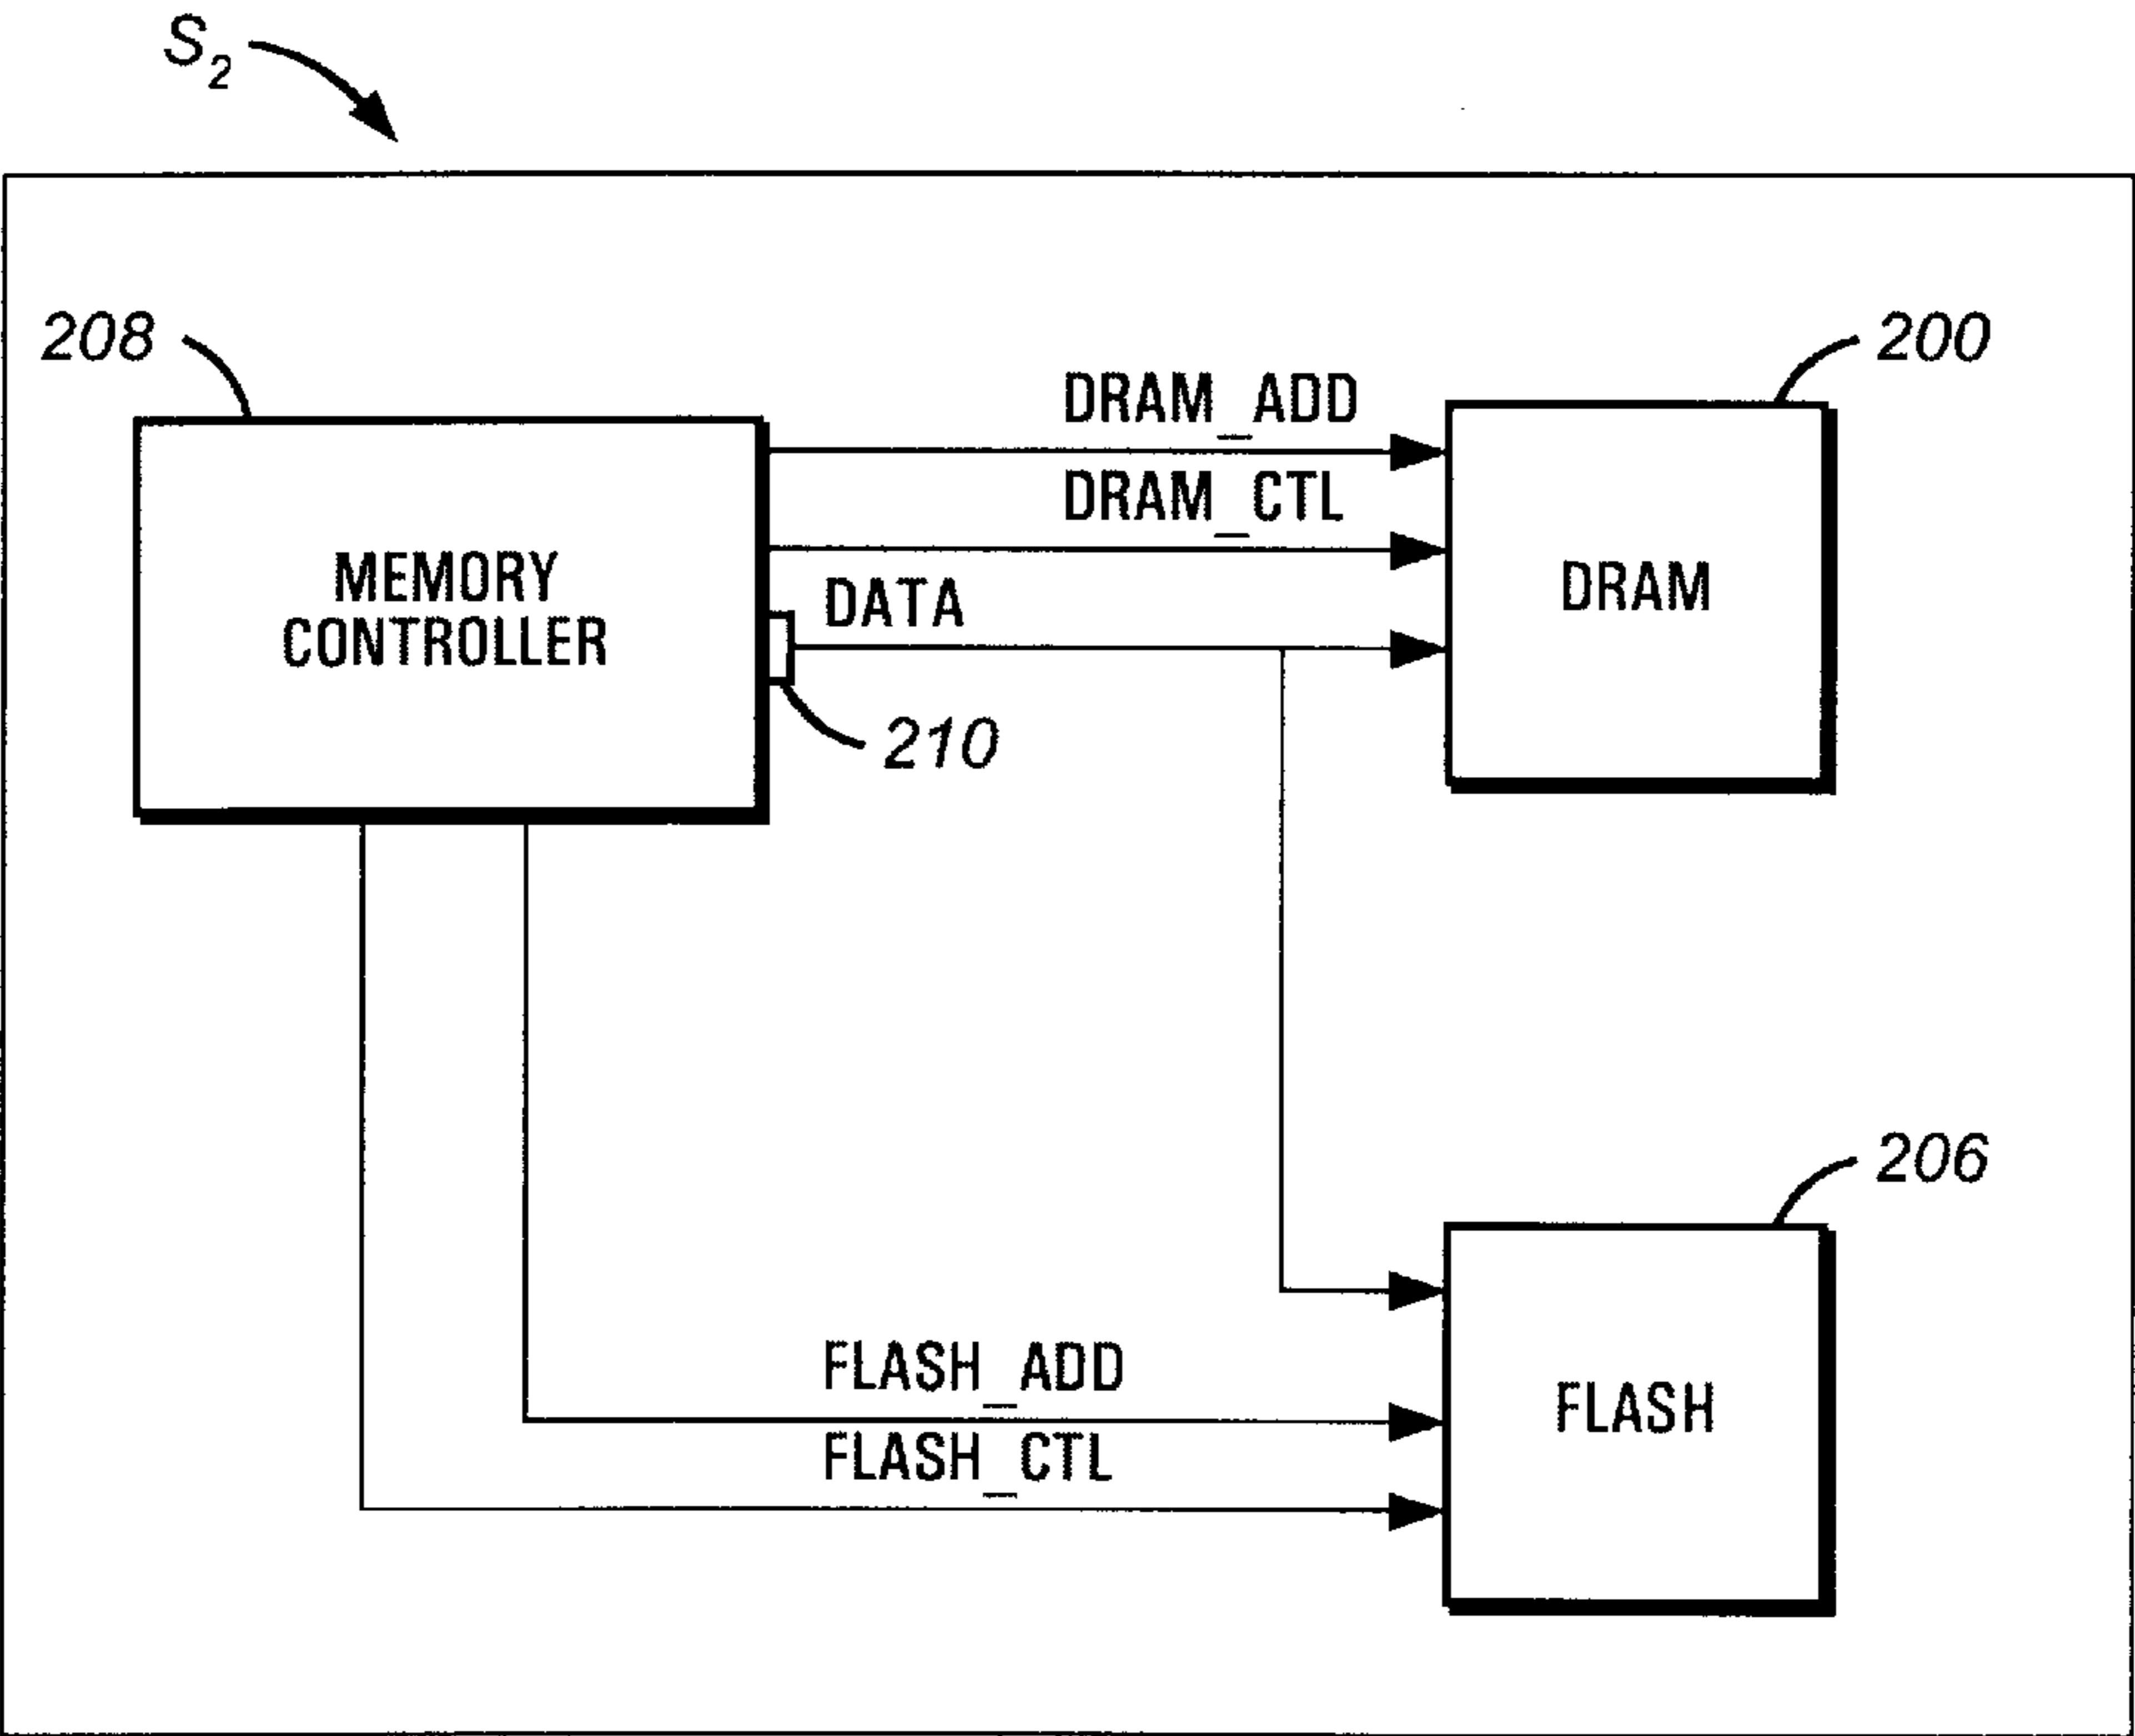 S2
208
200
DRAM_ADD
DRAM_CTL
MEMORY
CONTROLLER
DATA
DRAM
210
206
FLASH_ADD
FLASH
FLASH_CTL